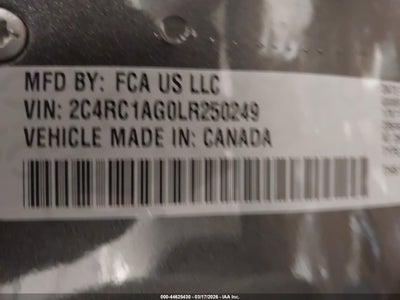 MFD BY: FCA US LLC
VIN: 2C4RC1AG0LR250249
VEHICLE MADE IN: CANADA
000-44625430 - 03/17/2026 - IAA Inc.